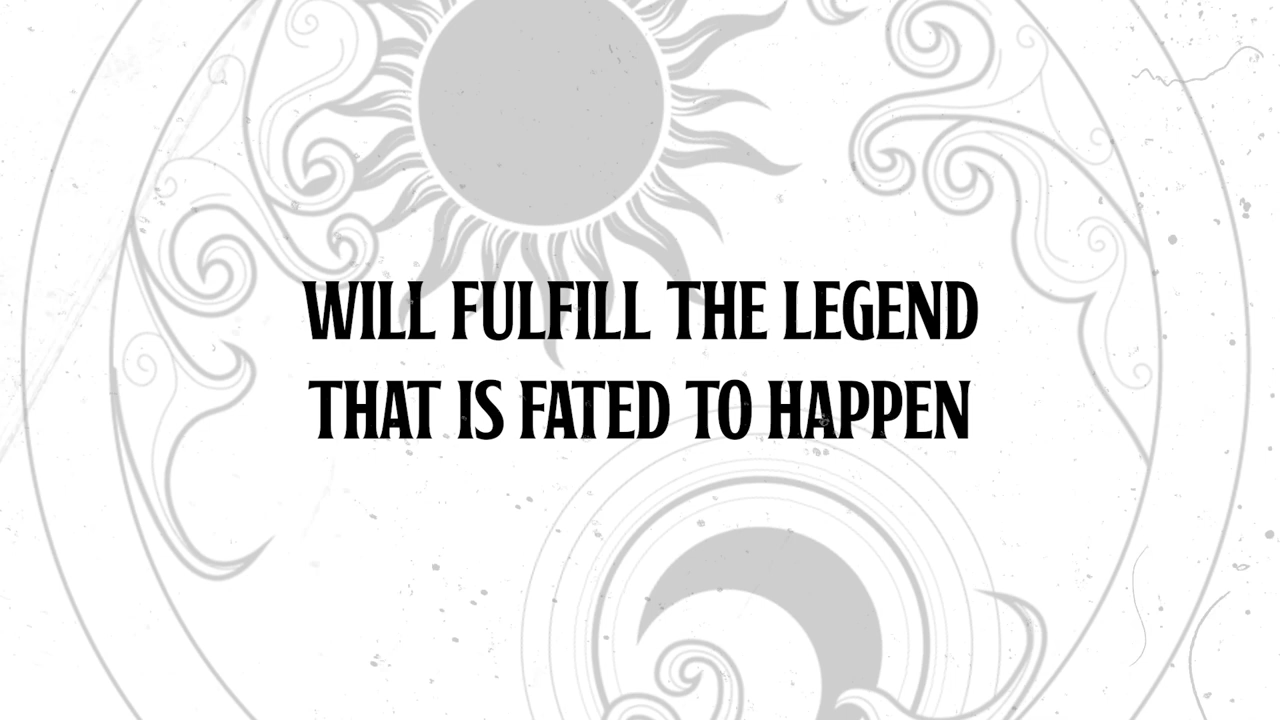 WILL FULFILL THE LEGEND
THAT IS FATED TO HAPPEN